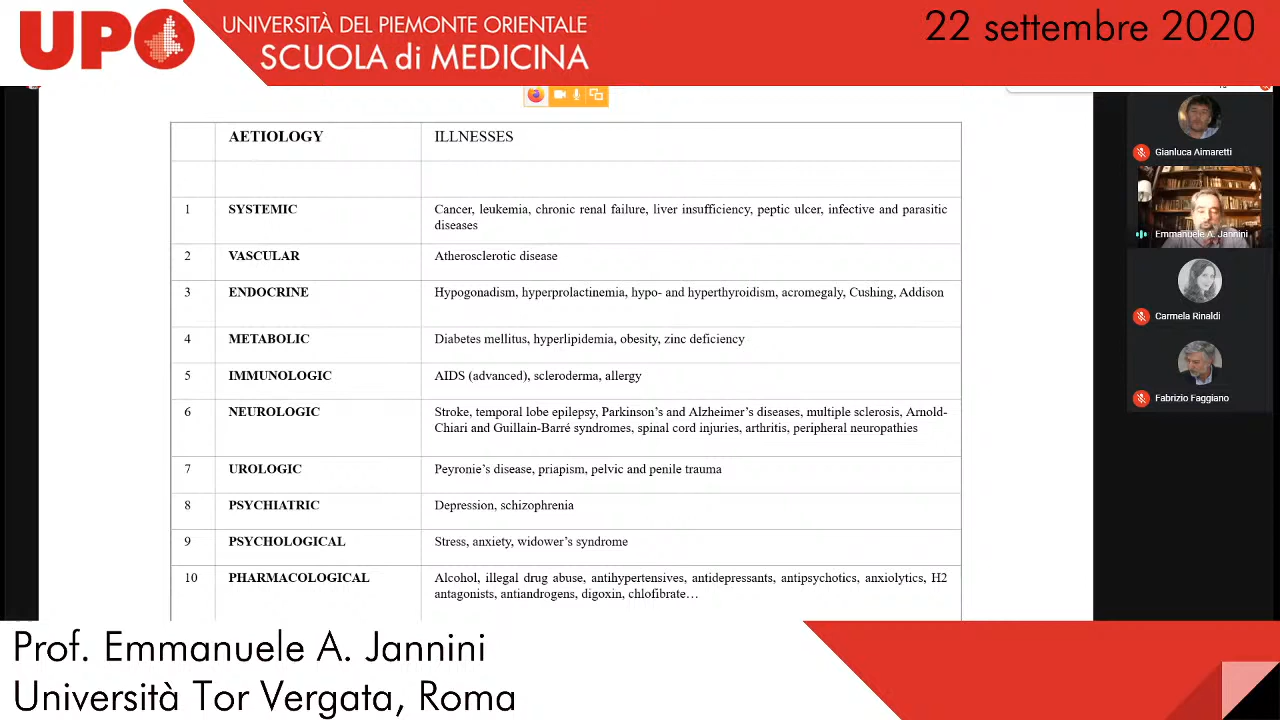 UPO
UNIVERSITÀ DEL PIEMONTE ORIENTALE
SCUOLA di MEDICINA
22 settembre 2020
AETIOLOGY ILLNESSES
1 SYSTEMIC Cancer, leukemia, chronic renal failure, liver insufficiency, peptic ulcer, infective and parasitic
diseases
2 VASCULAR Atherosclerotic disease
3 ENDOCRINE Hypogonadism, hyperprolactinemia, hypo- and hyperthyroidism, acromegaly, Cushing, Addison
4 METABOLIC Diabetes mellitus, hyperlipidemia, obesity, zinc deficiency
5 IMMUNOLOGIC AIDS (advanced), scleroderma, allergy
6 NEUROLOGIC Stroke, temporal lobe epilepsy, Parkinson's and Alzheimer's diseases, multiple sclerosis, Arnold-
Chiari and Guillain-Barré syndromes, spinal cord injuries, arthritis, peripheral neuropathies
7 UROLOGIC Peyronie's disease, priapism, pelvic and penile trauma
8 PSYCHIATRIC Depression, schizophrenia
9 PSYCHOLOGICAL Stress, anxiety, widower's syndrome
10 PHARMACOLOGICAL Alcohol, illegal drug abuse, antihypertensives, antidepressants, antipsychotics, anxiolytics, H2
antagonists, antiandrogens, digoxin, chlofibrate…
Gianluca Aimaretti
Emmanuele A. Jannini
Carmela Rinaldi
Fabrizio Faggiano
Prof. Emmanuele A. Jannini
Università Tor Vergata, Roma